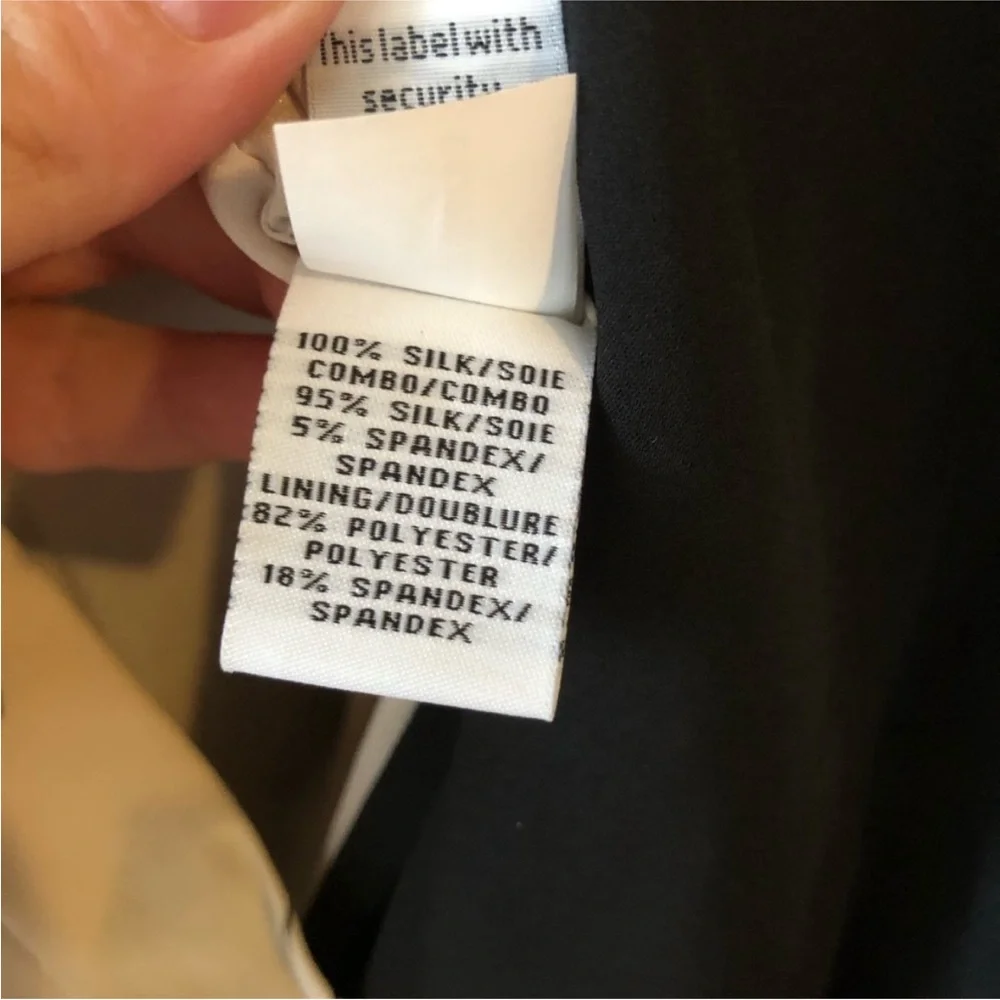 This label with
security
100% SILK/SOIE
COMBO/COMBO
95% SILK/SOIE
5% SPANDEX/
SPANDEX
LINING/DOUBLURE
82% POLYESTER/
POLYESTER
18% SPANDEX/
SPANDEX